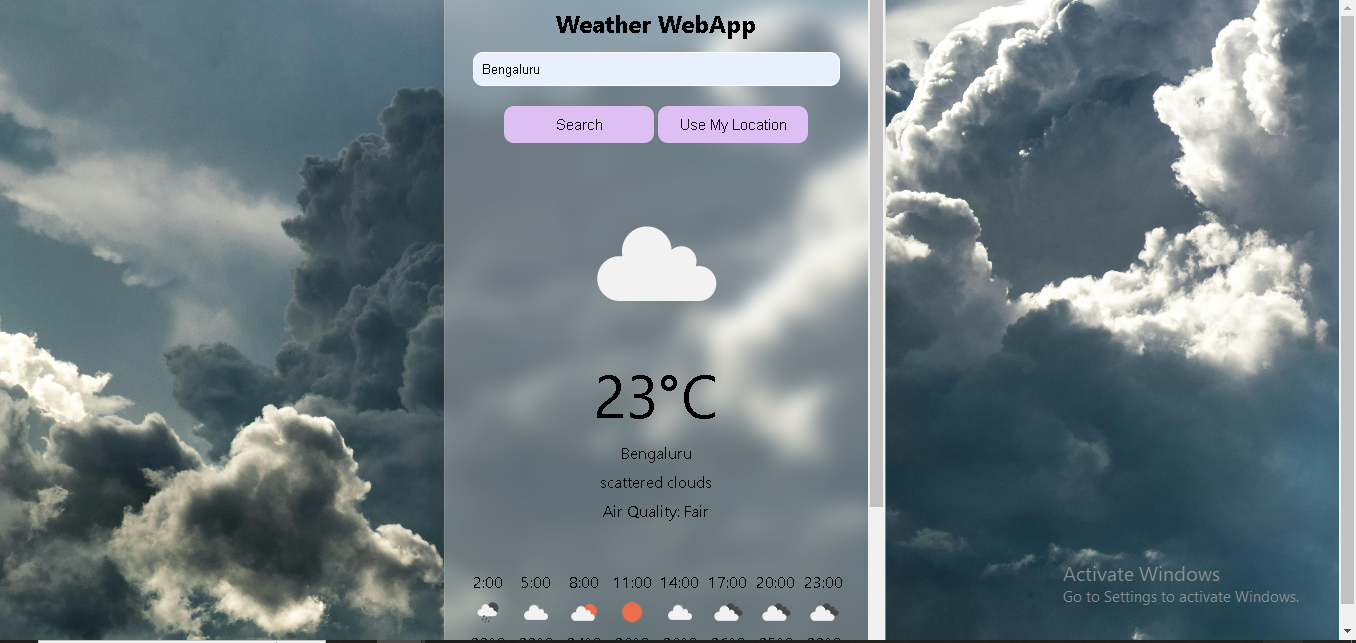 Weather WebApp
Bengaluru
Search Use My Location
23°C
Bengaluru
scattered clouds
Air Quality: Fair
2:00 5:00 8:00 11:00 14:00 17:00 20:00 23:00
Activate Windows
Go to Settings to activate Windows.